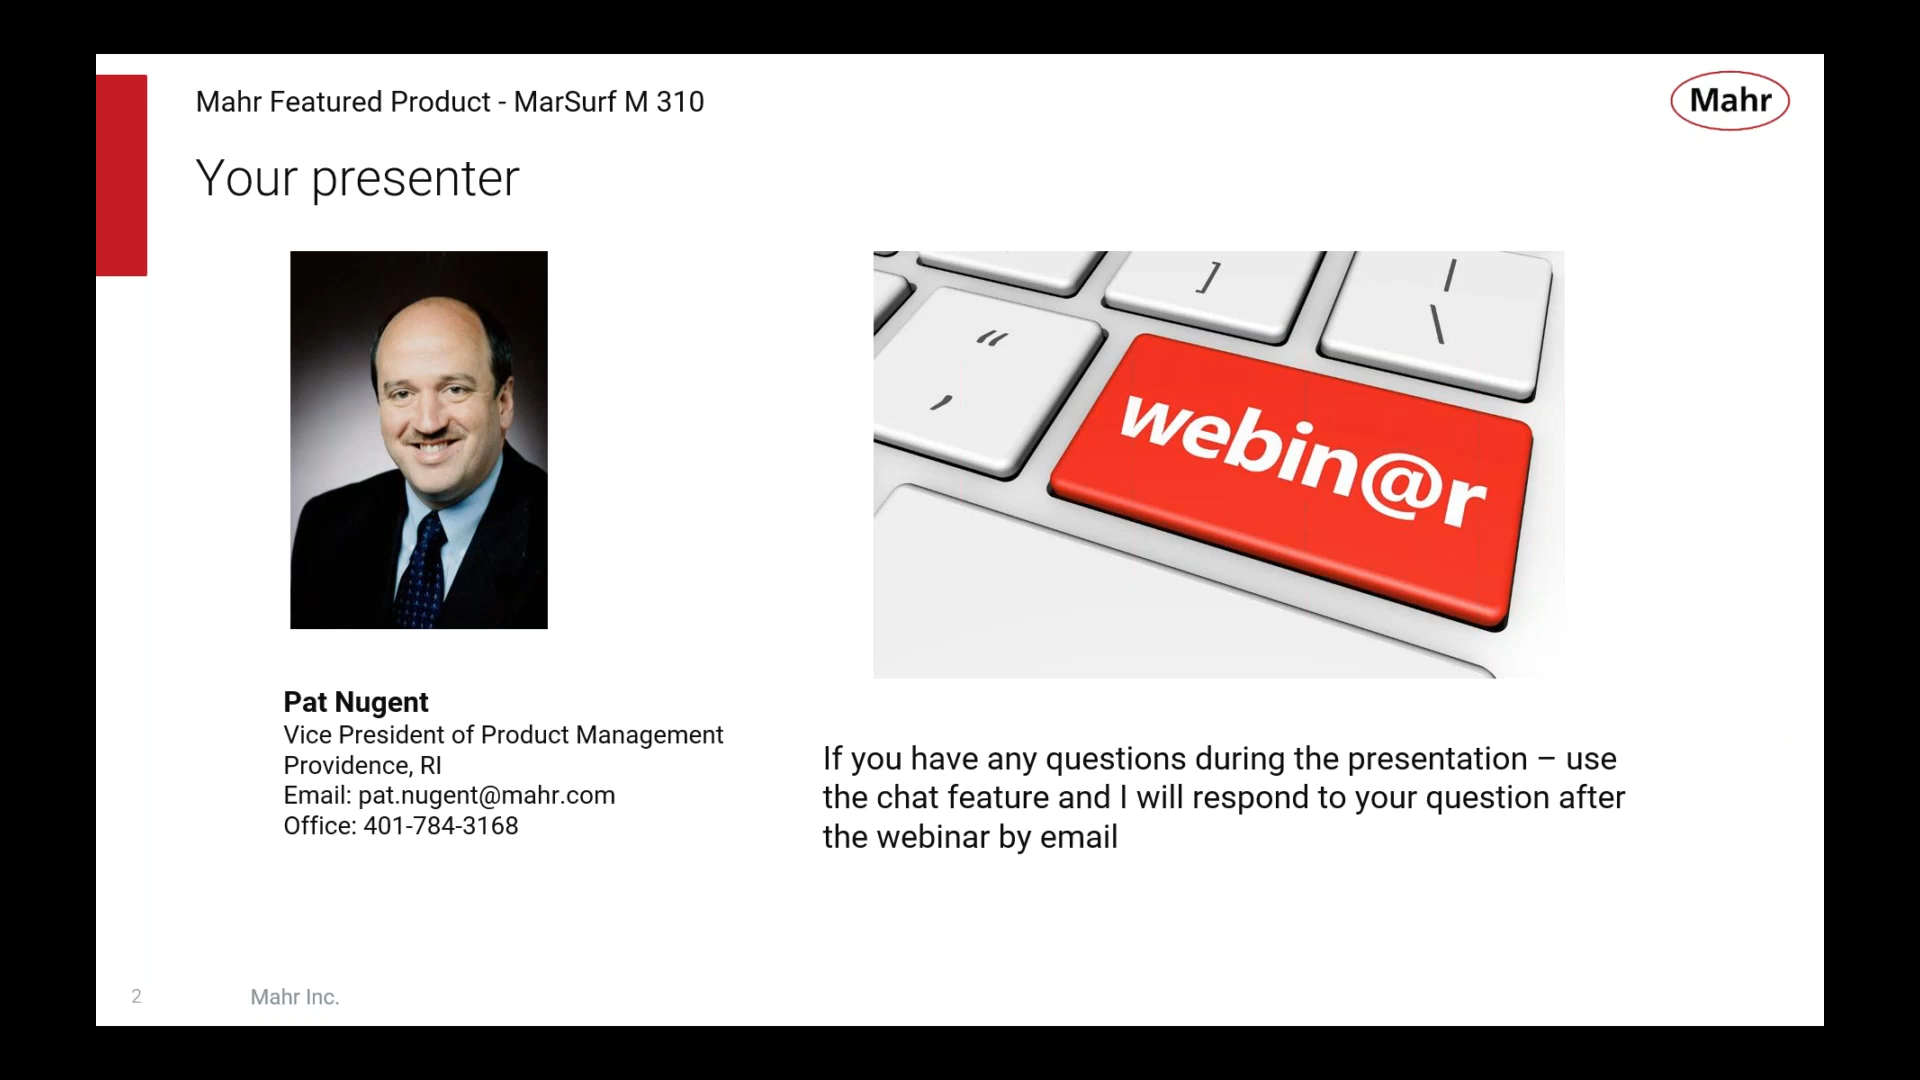 Mahr Featured Product - MarSurf M 310
Mahr
Your presenter
]
|
\
“
,
webin@r
Pat Nugent
Vice President of Product Management
Providence, RI
Email: pat.nugent@mahr.com
Office: 401-784-3168
If you have any questions during the presentation – use
the chat feature and I will respond to your question after
the webinar by email
2
Mahr Inc.